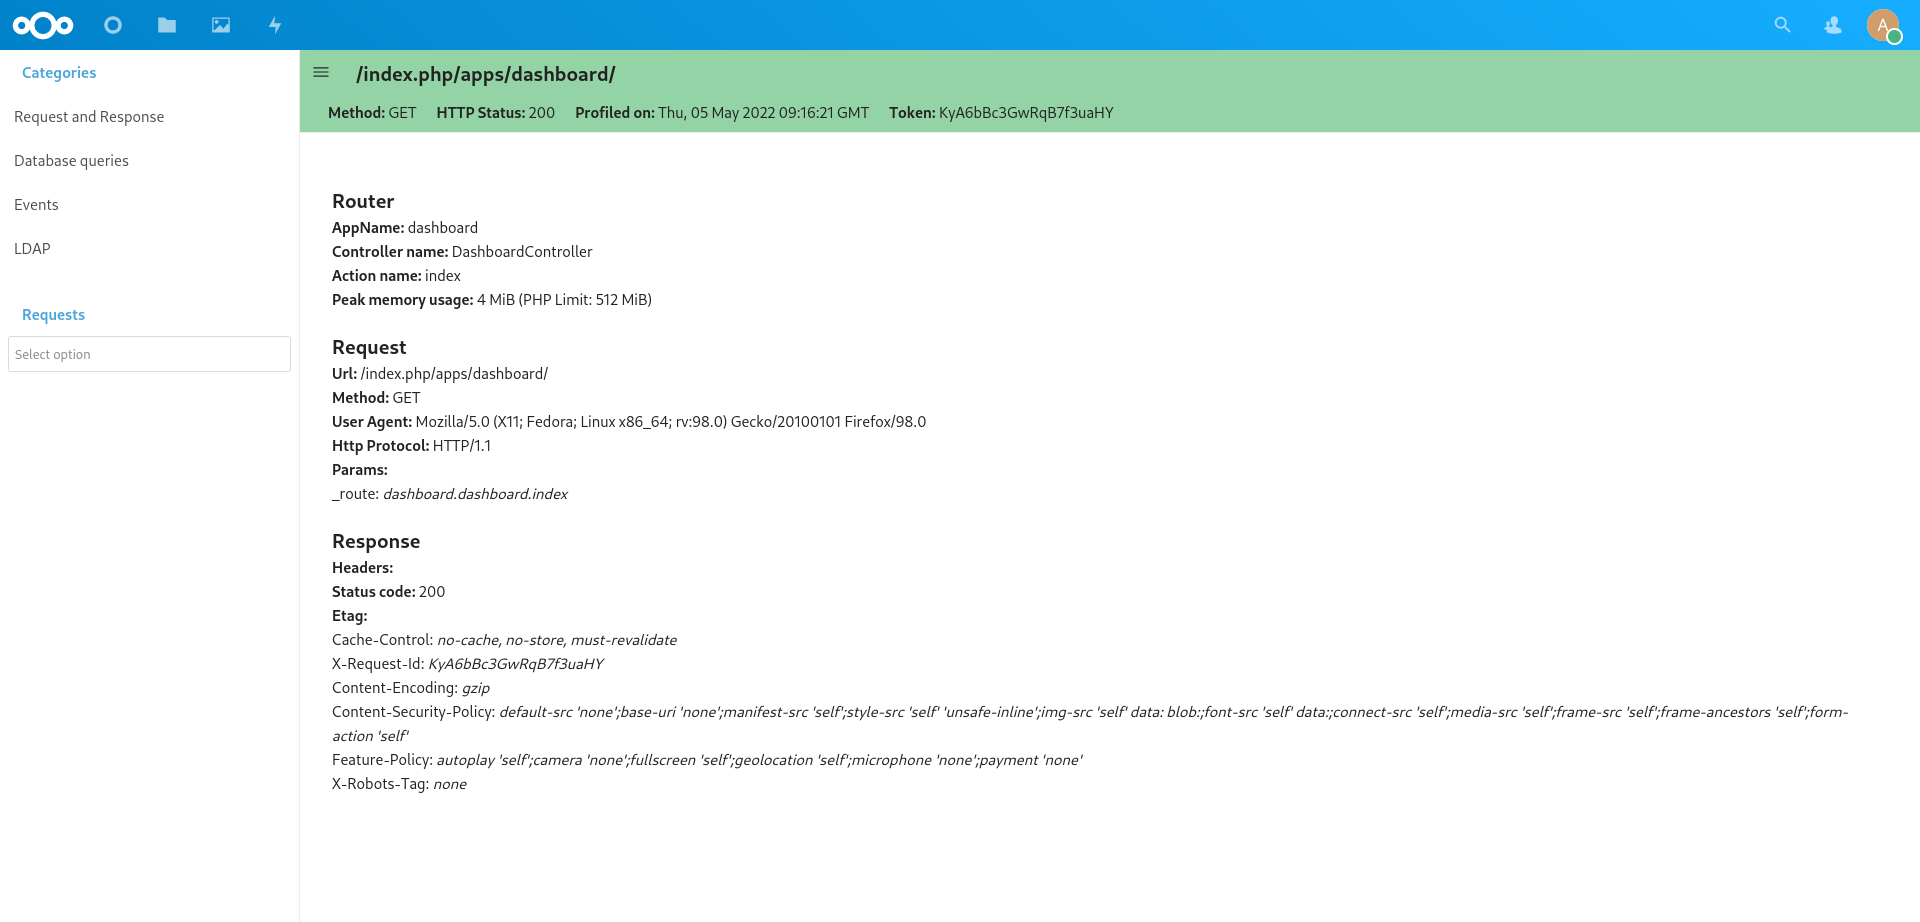 A
Categories
Request and Response
Database queries
Events
LDAP
Requests
Select option
/index.php/apps/dashboard/
Method: GET HTTP Status: 200 Profiled on: Thu, 05 May 2022 09:16:21 GMT Token: KyA6bBc3GwRqB7f3uaHY
Router
AppName: dashboard
Controller name: DashboardController
Action name: index
Peak memory usage: 4 MiB (PHP Limit: 512 MiB)
Request
Url: /index.php/apps/dashboard/
Method: GET
User Agent: Mozilla/5.0 (X11; Fedora; Linux x86_64; rv:98.0) Gecko/20100101 Firefox/98.0
Http Protocol: HTTP/1.1
Params:
_route: dashboard.dashboard.index
Response
Headers:
Status code: 200
Etag:
Cache-Control: no-cache, no-store, must-revalidate
X-Request-Id: KyA6bBc3GwRqB7f3uaHY
Content-Encoding: gzip
Content-Security-Policy: default-src 'none';base-uri 'none';manifest-src 'self';style-src 'self' 'unsafe-inline';img-src 'self' data: blob:;font-src 'self' data:;connect-src 'self';media-src 'self';frame-src 'self';frame-ancestors 'self';form-
action 'self'
Feature-Policy: autoplay 'self';camera 'none';fullscreen 'self';geolocation 'self';microphone 'none';payment 'none'
X-Robots-Tag: none